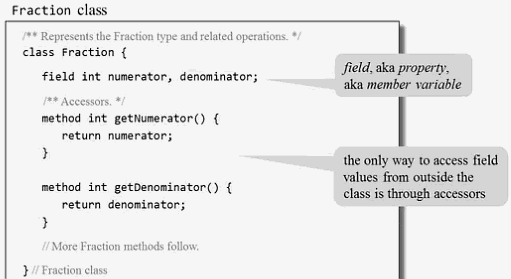 Fraction class
/** Represents the Fraction type and related operations. */
class Fraction {
field int numerator, denominator;
field, aka property,
aka member variable
/** Accessors. */
method int getNumerator() {
return numerator;
}
the only way to access field
values from outside the
class is through accessors
method int getDenominator() {
return denominator;
}
// More Fraction methods follow.
} // Fraction class